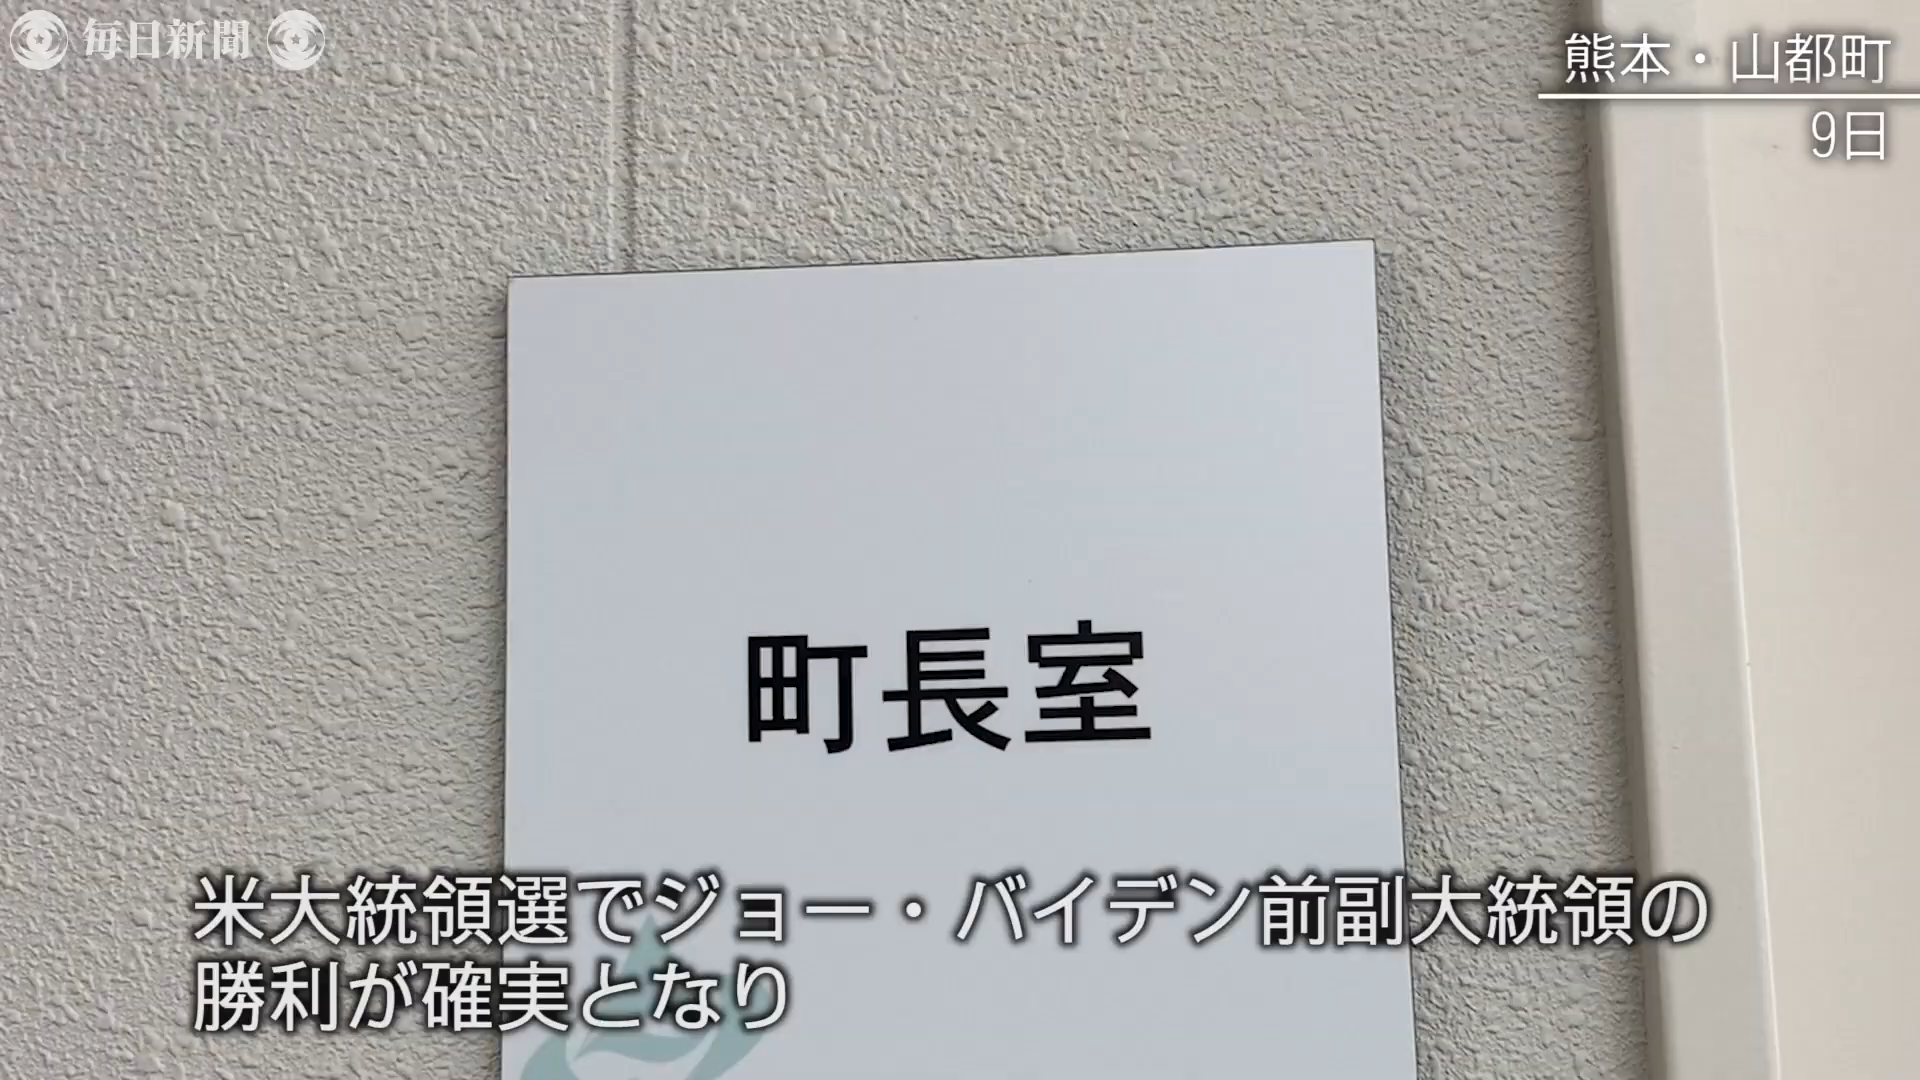 毎日新聞
熊本・山都町
9日
町長室
米大統領選でジョー・バイデン前副大統領の
勝利が確実となり